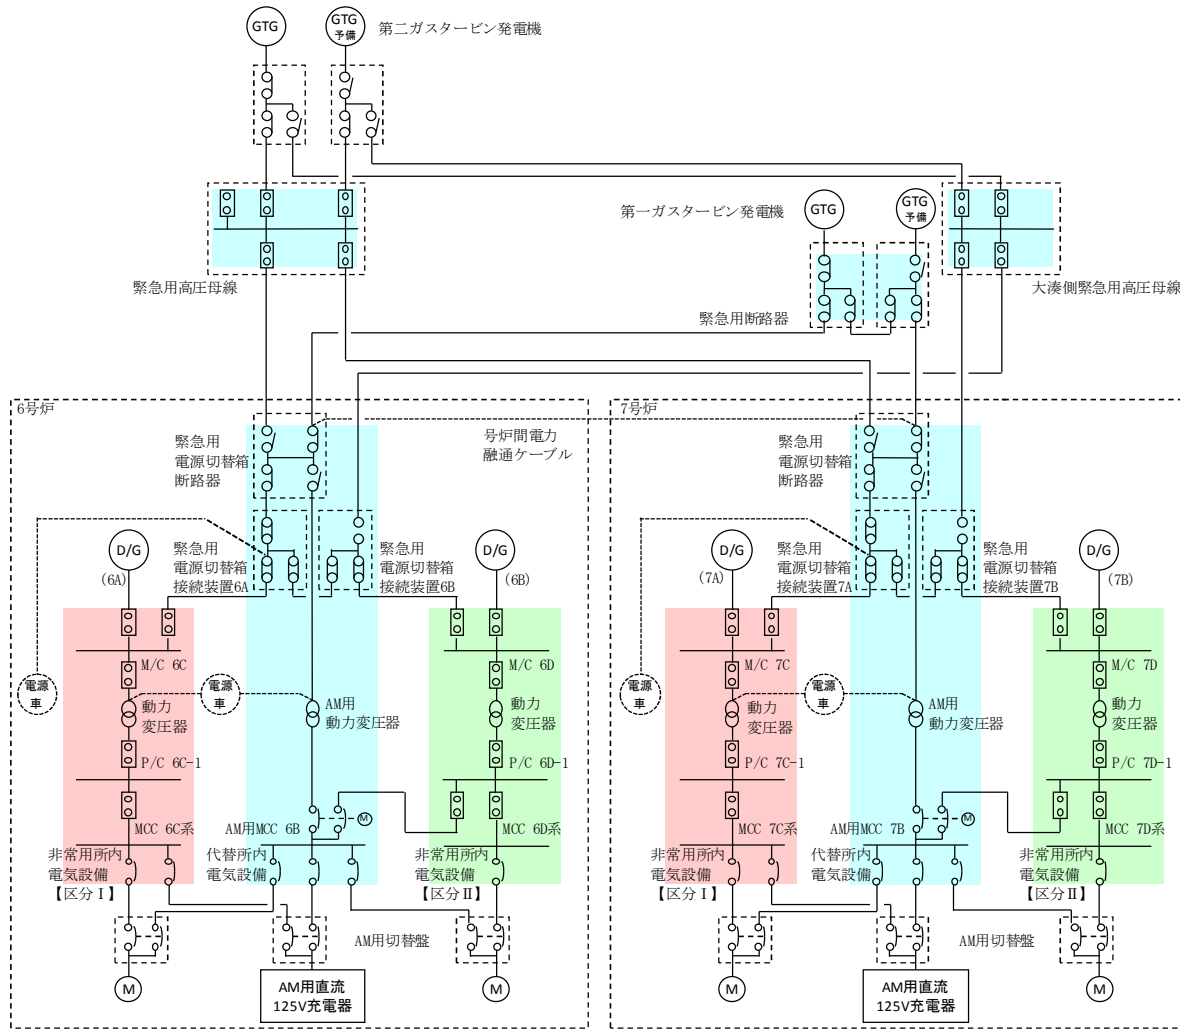 GTG
GTG
予備
第二ガスタービン発電機
第一ガスタービン発電機
GTG
GTG
予備
緊急用高圧母線
大湊側緊急用高圧母線
緊急用断路器
6号炉
緊急用
電源切替箱
断路器
号炉間電力
融通ケーブル
D/G
(6A)
緊急用
電源切替箱
接続装置6A
緊急用
電源切替箱
接続装置6B
D/G
(6B)
M/C 6C
M/C 6D
電源
車
動力
変圧器
電源
車
AM用
動力変圧器
動力
変圧器
P/C 6C-1
P/C 6D-1
MCC 6C系
AM用MCC 6B
M
MCC 6D系
非常用所内
電気設備
【区分Ⅰ】
代替所内
電気設備
非常用所内
電気設備
【区分Ⅱ】
AM用切替盤
M
AM用直流
125V充電器
M
7号炉
緊急用
電源切替箱
断路器
D/G
(7A)
緊急用
電源切替箱
接続装置7A
緊急用
電源切替箱
接続装置7B
D/G
(7B)
M/C 7C
M/C 7D
電源
車
動力
変圧器
電源
車
AM用
動力変圧器
動力
変圧器
P/C 7C-1
P/C 7D-1
MCC 7C系
AM用MCC 7B
M
MCC 7D系
非常用所内
電気設備
【区分Ⅰ】
代替所内
電気設備
非常用所内
電気設備
【区分Ⅱ】
AM用切替盤
M
AM用直流
125V充電器
M